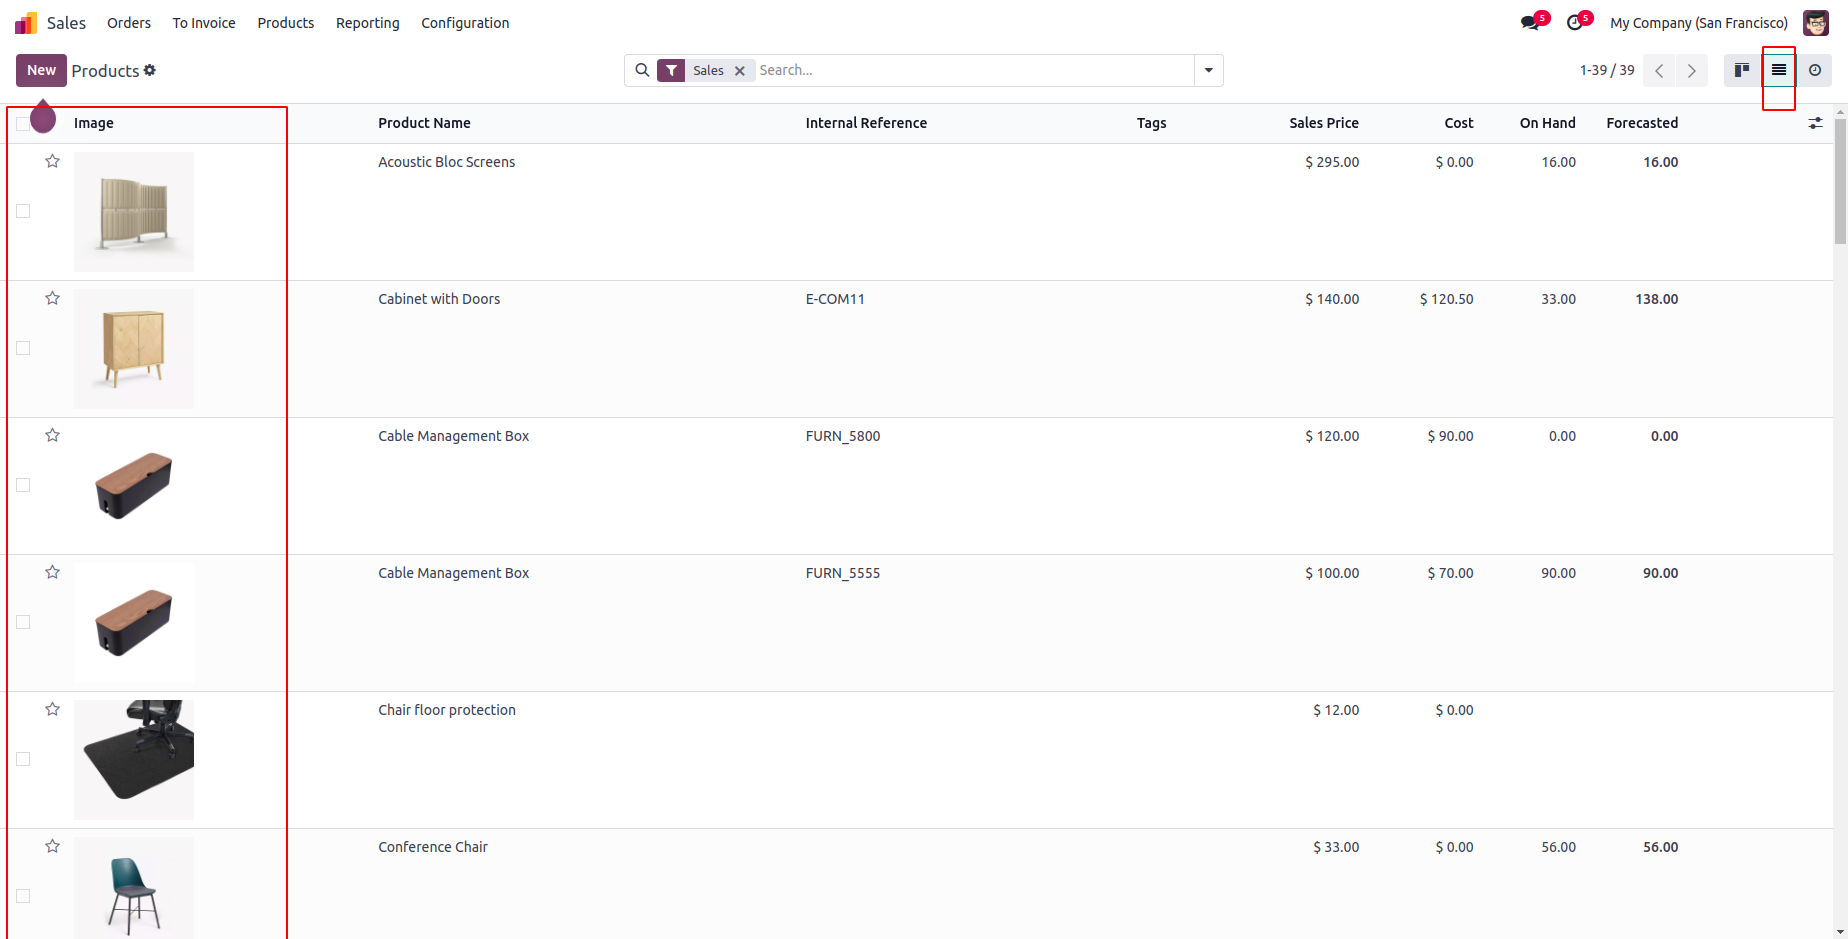 Sales Orders To Invoice Products Reporting Configuration 5 5 My Company (San Francisco)
New Products Sales Search... 1-39 / 39
Image Product Name Internal Reference Tags Sales Price Cost On Hand Forecasted
Acoustic Bloc Screens $ 295.00 $ 0.00 16.00 16.00
Cabinet with Doors E-COM11 $ 140.00 $ 120.50 33.00 138.00
Cable Management Box FURN_5800 $ 120.00 $ 90.00 0.00 0.00
Cable Management Box FURN_5555 $ 100.00 $ 70.00 90.00 90.00
Chair floor protection $ 12.00 $ 0.00
Conference Chair $ 33.00 $ 0.00 56.00 56.00